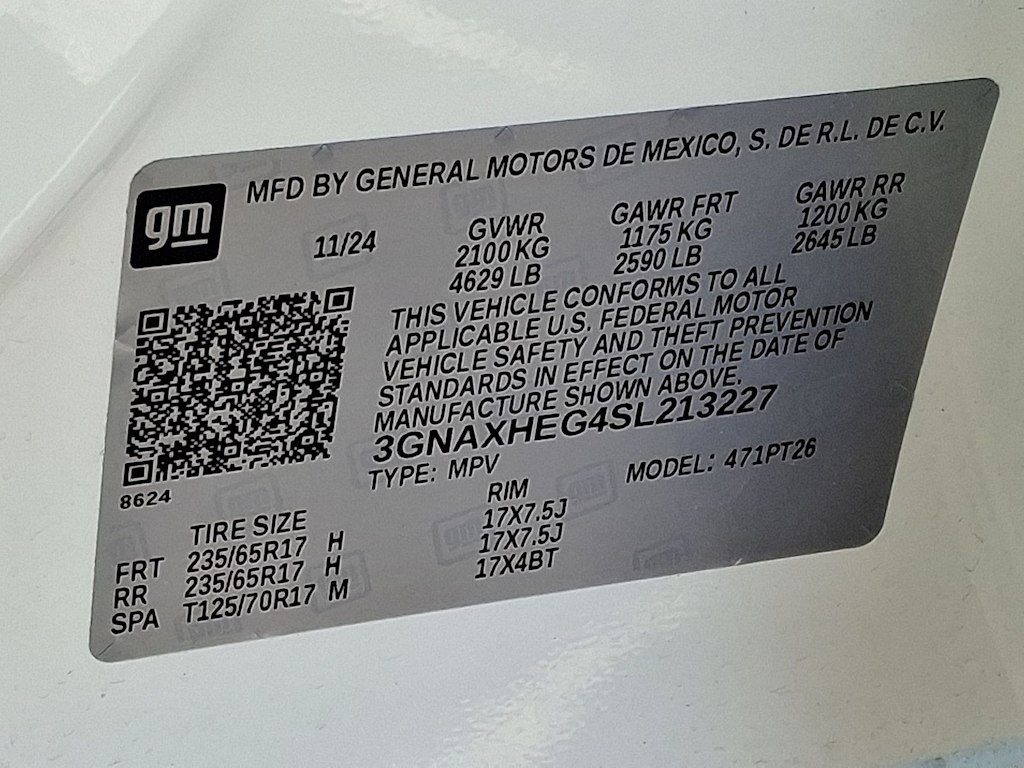 gm
MFD BY GENERAL MOTORS DE MEXICO, S. DE R.L. DE C.V.
11/24
GVWR
2100 KG
4629 LB
GAWR FRT
1175 KG
2590 LB
GAWR RR
1200 KG
2645 LB
THIS VEHICLE CONFORMS TO ALL
APPLICABLE U.S. FEDERAL MOTOR
VEHICLE SAFETY AND THEFT PREVENTION
STANDARDS IN EFFECT ON THE DATE OF
MANUFACTURE SHOWN ABOVE.
3GNAXHEG4SL213227
TYPE: MPV MODEL: 471PT26
8624
TIRE SIZE RIM
FRT 235/65R17 H 17X7.5J
RR 235/65R17 H 17X7.5J
SPA T125/70R17 M 17X4BT